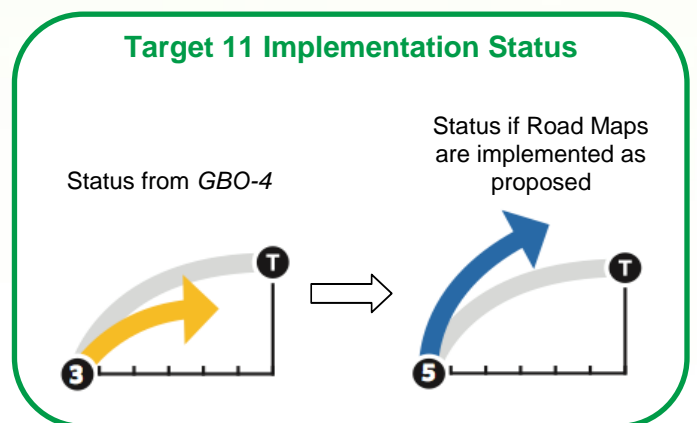 Target 11 Implementation Status
Status from GBO-4
Status if Road Maps
are implemented as
proposed
T
3
T
5